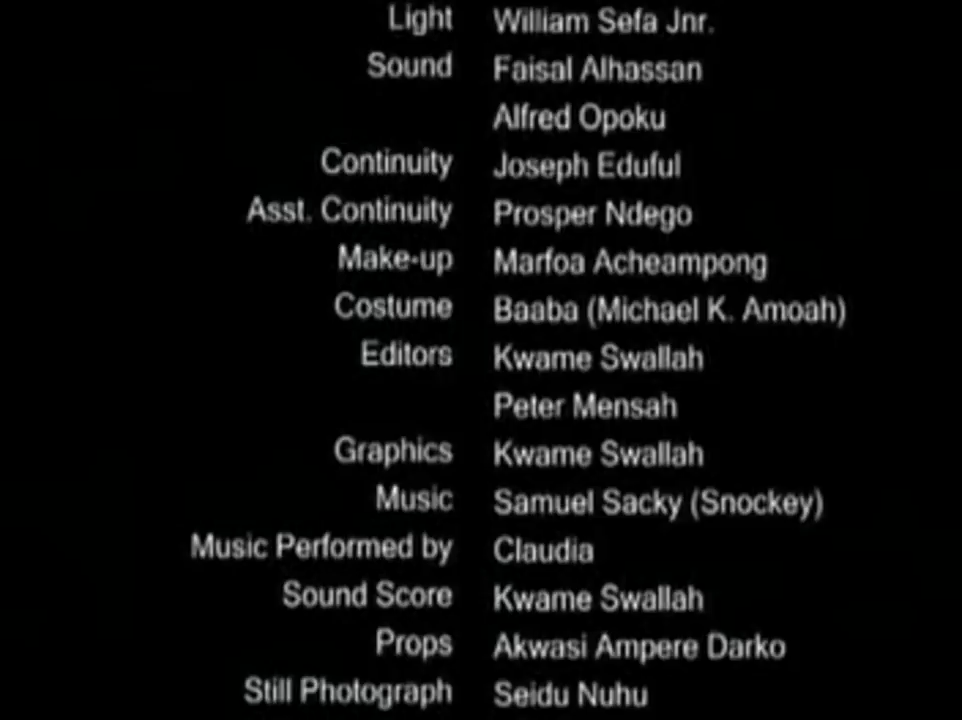 Light William Sefa Jnr.
Sound Faisal Alhassan
Alfred Opoku
Continuity Joseph Eduful
Asst. Continuity Prosper Ndego
Make-up Marfoa Acheampong
Costume Baaba (Michael K. Amoah)
Editors Kwame Swallah
Peter Mensah
Graphics Kwame Swallah
Music Samuel Sacky (Snockey)
Music Performed by Claudia
Sound Score Kwame Swallah
Props Akwasi Ampere Darko
Still Photograph Seidu Nuhu